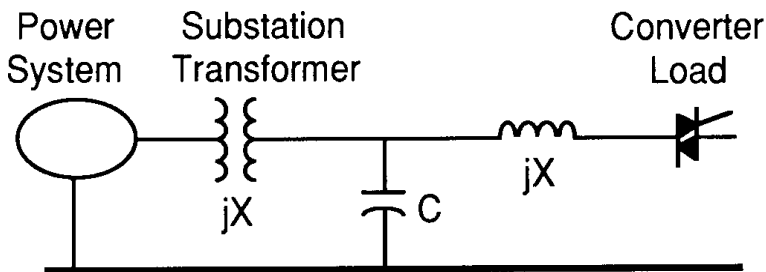 Power
System
Substation
Transformer
Converter
Load
jX
C
jX